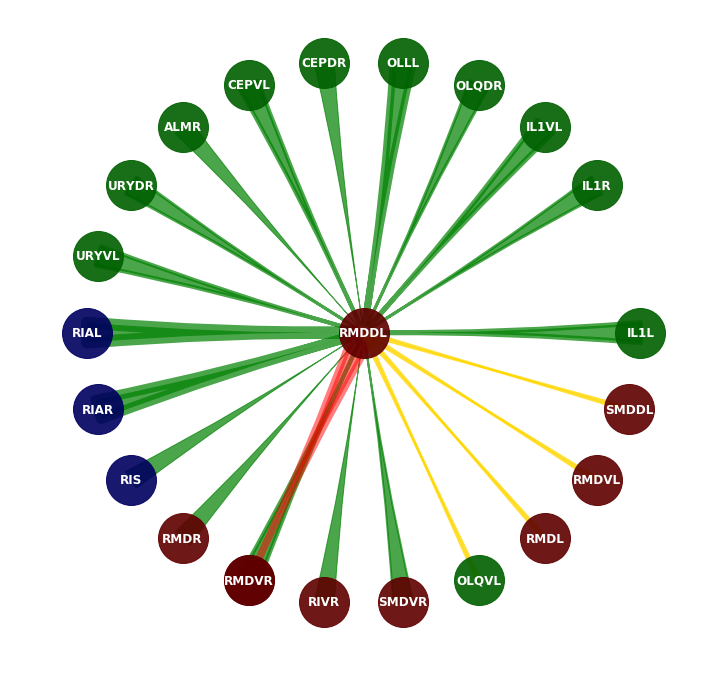 CEPDR
OLLL
CEPVL
OLQDR
ALMR
IL1VL
URYDR
IL1R
URYVL
RIAL
RMDDL
IL1L
RIAR
SMDDL
RIS
RMDVL
RMDR
RMDL
RMDVR
OLQVL
RIVR
SMDVR